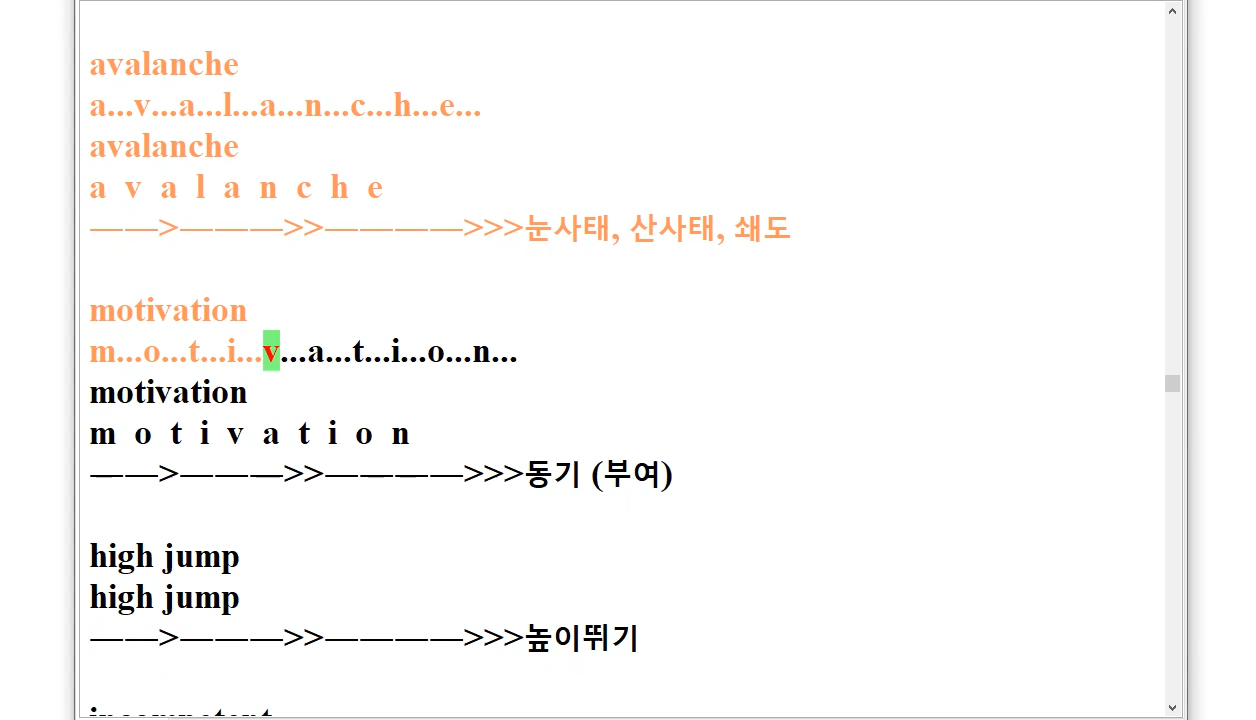 avalanche
a...v...a...l...a...n...c...h...e...
avalanche
a v a l a n c h e
——>———>>————>>>눈사태, 산사태, 쇄도
motivation
m...o...t...i...v...a...t...i...o...n...
motivation
m o t i v a t i o n
——>———>>————>>>동기 (부여)
high jump
high jump
——>———>>————>>>높이뛰기